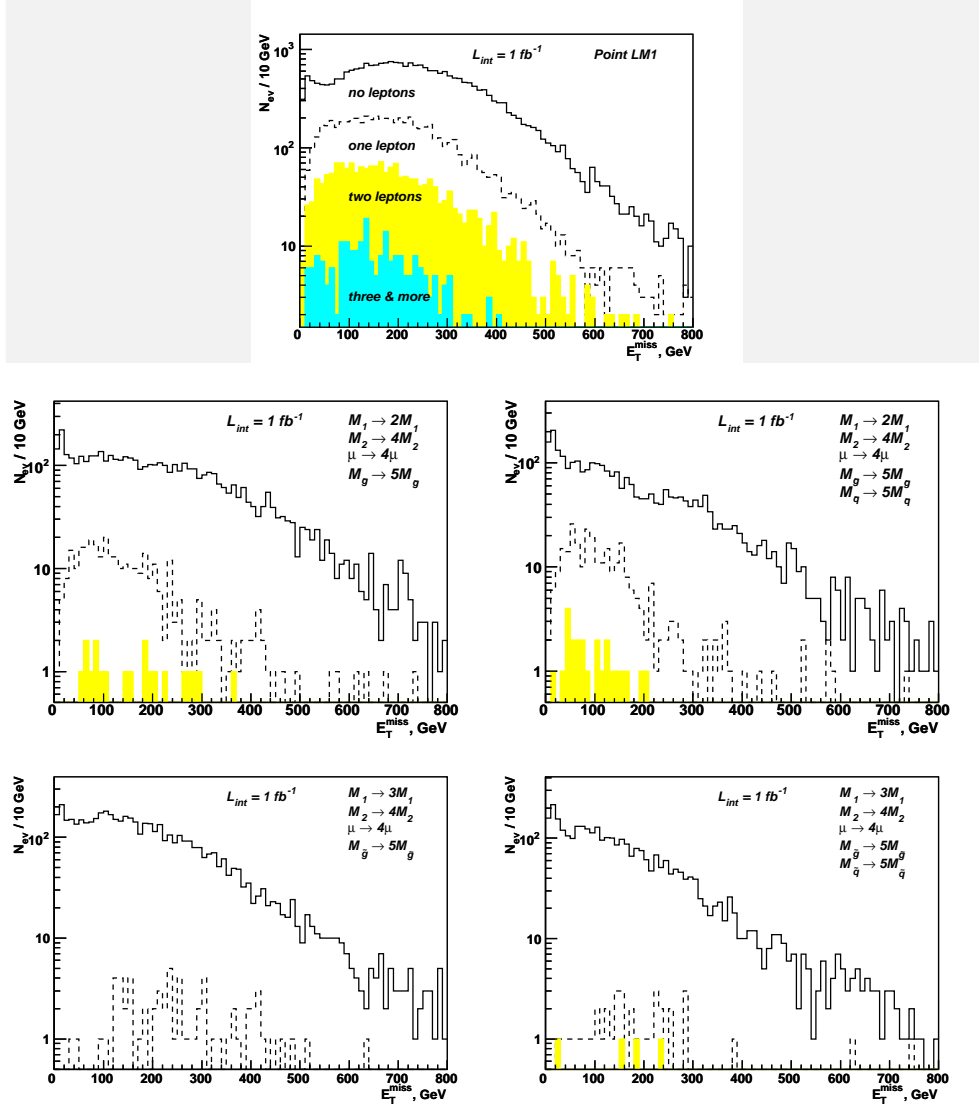 N_ev / 10 GeV
10^3
10^2
10
L_int = 1 fb^-1 Point LM1
no leptons
one lepton
two leptons
three & more
0 100 200 300 400 500 600 700 800
E_T^miss, GeV
N_ev / 10 GeV
10^2
10
1
L_int = 1 fb^-1
M_1 → 2M_1
M_2 → 4M_2
μ → 4μ
M_g → 5M_g
0 100 200 300 400 500 600 700 800
E_T^miss, GeV
N_ev / 10 GeV
10^2
10
1
L_int = 1 fb^-1
M_1 → 2M_1
M_2 → 4M_2
μ → 4μ
M_g → 5M_g
M_q → 5M_q
0 100 200 300 400 500 600 700 800
E_T^miss, GeV
N_ev / 10 GeV
10^2
10
1
L_int = 1 fb^-1
M_1 → 3M_1
M_2 → 4M_2
μ → 4μ
M_g̃ → 5M_g̃
0 100 200 300 400 500 600 700 800
E_T^miss, GeV
N_ev / 10 GeV
10^2
10
1
L_int = 1 fb^-1
M_1 → 3M_1
M_2 → 4M_2
μ → 4μ
M_g̃ → 5M_g̃
M_q̃ → 5M_q̃
0 100 200 300 400 500 600 700 800
E_T^miss, GeV